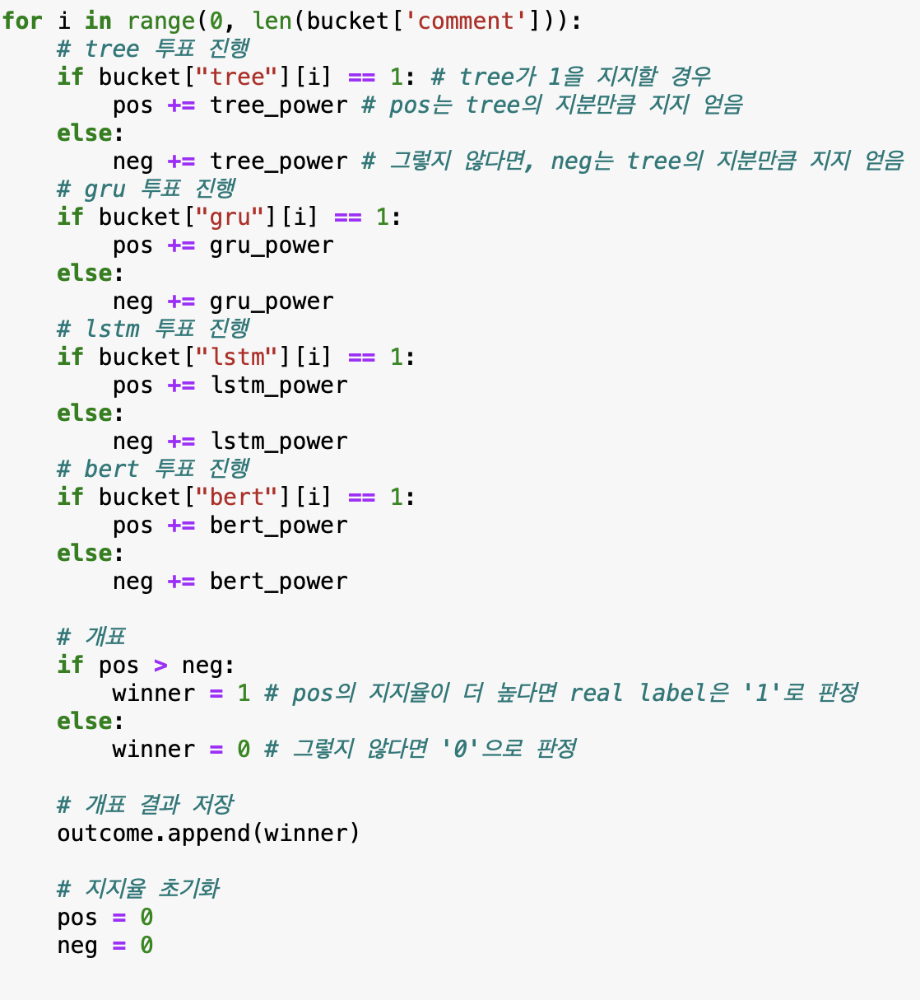 for i in range(0, len(bucket['comment'])):
    # tree 투표 진행
    if bucket["tree"][i] == 1: # tree가 1을 지지할 경우
        pos += tree_power # pos는 tree의 지분만큼 지지 얻음
    else:
        neg += tree_power # 그렇지 않다면, neg는 tree의 지분만큼 지지 얻음
    # gru 투표 진행
    if bucket["gru"][i] == 1:
        pos += gru_power
    else:
        neg += gru_power
    # lstm 투표 진행
    if bucket["lstm"][i] == 1:
        pos += lstm_power
    else:
        neg += lstm_power
    # bert 투표 진행
    if bucket["bert"][i] == 1:
        pos += bert_power
    else:
        neg += bert_power

    # 개표
    if pos > neg:
        winner = 1 # pos의 지지율이 더 높다면 real label은 '1'로 판정
    else:
        winner = 0 # 그렇지 않다면 '0'으로 판정

    # 개표 결과 저장
    outcome.append(winner)

    # 지지율 초기화
    pos = 0
    neg = 0